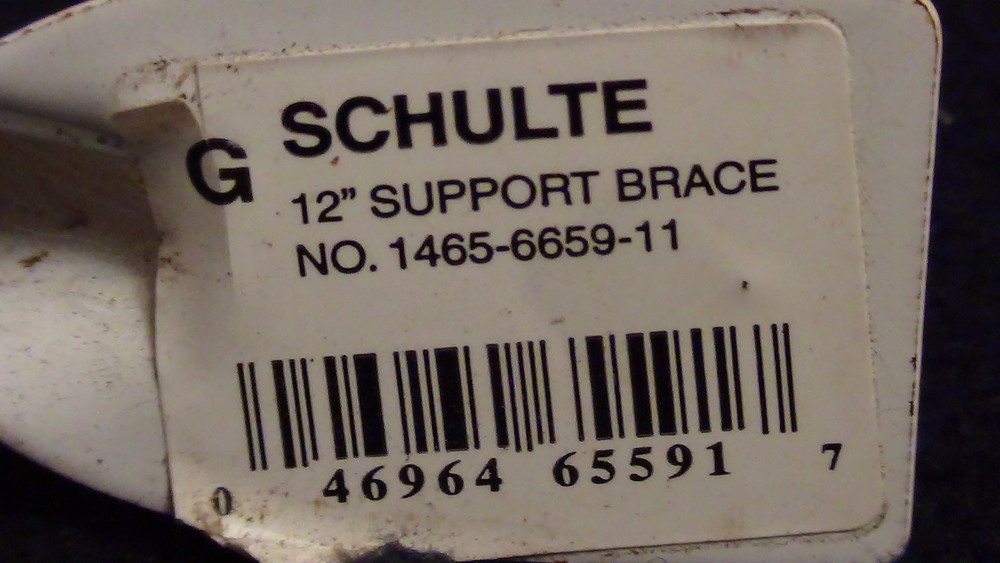 SCHULTE
G
12” SUPPORT BRACE
NO. 1465-6659-11
0 46964 65591 7